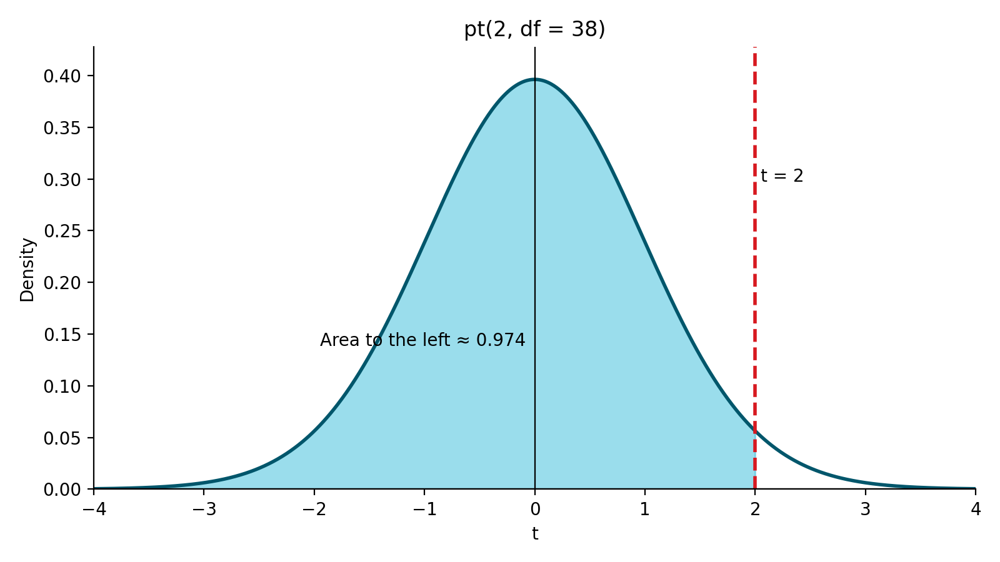 pt(2, df = 38)
0.40
0.35
0.30
0.25
0.20
0.15
0.10
0.05
0.00
Density
t = 2
Area to the left ≈ 0.974
−4 −3 −2 −1 0 1 2 3 4
t